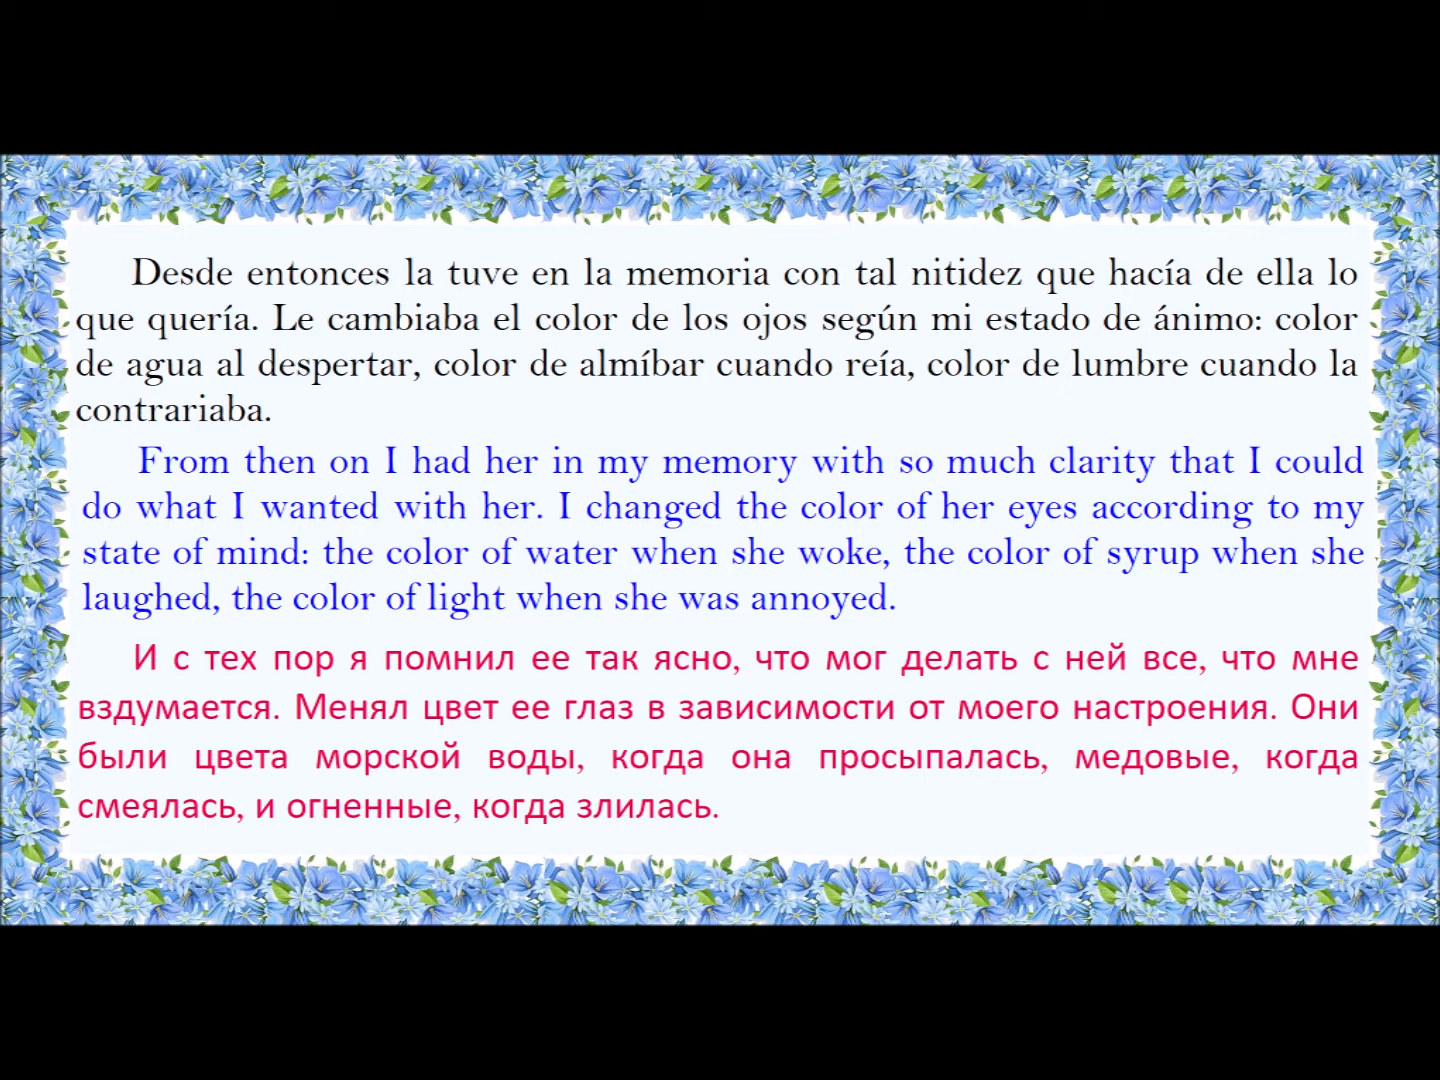 Desde entonces la tuve en la memoria con tal nitidez que hacía de ella lo
que quería. Le cambiaba el color de los ojos según mi estado de ánimo: color
de agua al despertar, color de almíbar cuando reía, color de lumbre cuando la
contrariaba.
From then on I had her in my memory with so much clarity that I could
do what I wanted with her. I changed the color of her eyes according to my
state of mind: the color of water when she woke, the color of syrup when she
laughed, the color of light when she was annoyed.
И с тех пор я помнил ее так ясно, что мог делать с ней все, что мне
вздумается. Менял цвет ее глаз в зависимости от моего настроения. Они
были цвета морской воды, когда она просыпалась, медовые, когда
смеялась, и огненные, когда злилась.